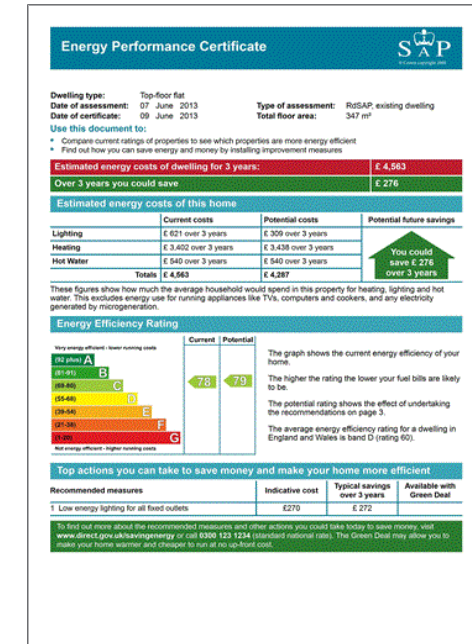 Energy Performance Certificate
SAP
© Crown copyright 2009
Dwelling type: Top-floor flat
Date of assessment: 07 June 2013 Type of assessment: RdSAP, existing dwelling
Date of certificate: 09 June 2013 Total floor area: 347 m²
Use this document to:
• Compare current ratings of properties to see which properties are more energy efficient
• Find out how you can save energy and money by installing improvement measures
Estimated energy costs of dwelling for 3 years: £ 4,563
Over 3 years you could save £ 276
Estimated energy costs of this home
Current costs Potential costs Potential future savings
Lighting £ 621 over 3 years £ 309 over 3 years
Heating £ 3,402 over 3 years £ 3,438 over 3 years
Hot Water £ 540 over 3 years £ 540 over 3 years
Totals £ 4,563 £ 4,287
You could
save £ 276
over 3 years
These figures show how much the average household would spend in this property for heating, lighting and hot
water. This excludes energy use for running appliances like TVs, computers and cookers, and any electricity
generated by microgeneration.
Energy Efficiency Rating
Current Potential
Very energy efficient - lower running costs
(92 plus) A
(81-91) B
(69-80) C
(55-68) D
(39-54) E
(21-38) F
(1-20) G
78 79
Not energy efficient - higher running costs
The graph shows the current energy efficiency of your
home.
The higher the rating the lower your fuel bills are likely
to be.
The potential rating shows the effect of undertaking
the recommendations on page 3.
The average energy efficiency rating for a dwelling in
England and Wales is band D (rating 60).
Top actions you can take to save money and make your home more efficient
Recommended measures Indicative cost Typical savings over 3 years Available with Green Deal
1 Low energy lighting for all fixed outlets £270 £ 272
To find out more about the recommended measures and other actions you could take today to save money, visit
www.direct.gov.uk/savingenergy or call 0300 123 1234 (standard national rate). The Green Deal may allow you to
make your home warmer and cheaper to run at no up-front cost.